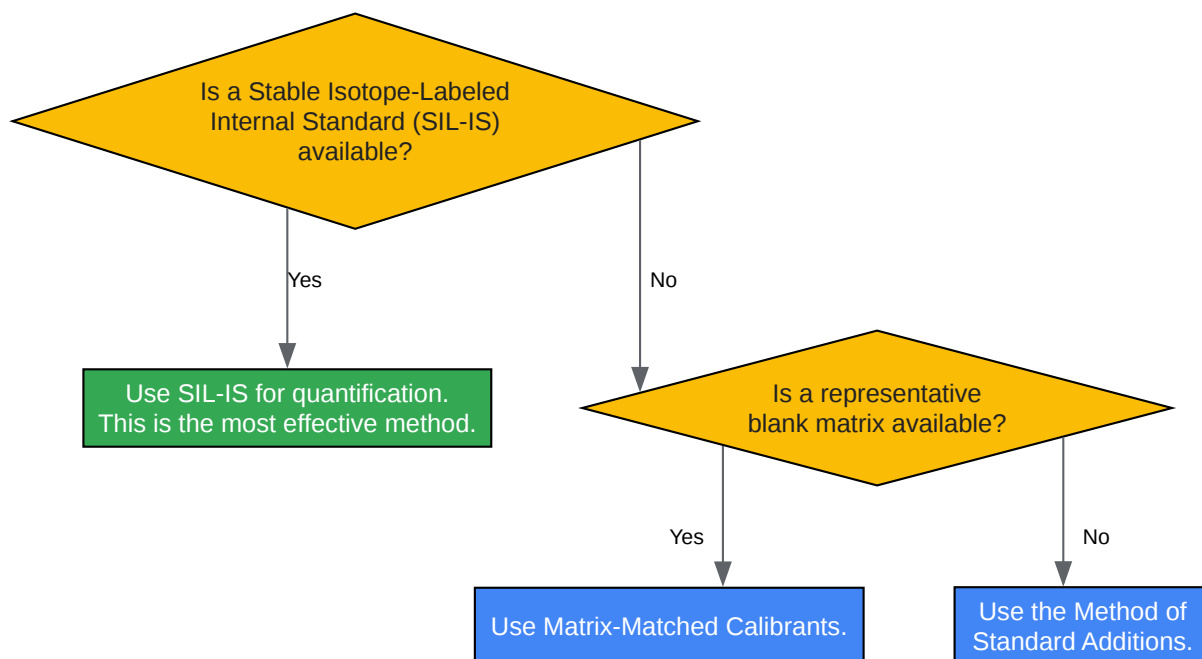 Is a Stable Isotope-Labeled
Internal Standard (SIL-IS)
available?
Yes
No
Use SIL-IS for quantification.
This is the most effective method.
Is a representative
blank matrix available?
Yes
No
Use Matrix-Matched Calibrants.
Use the Method of
Standard Additions.